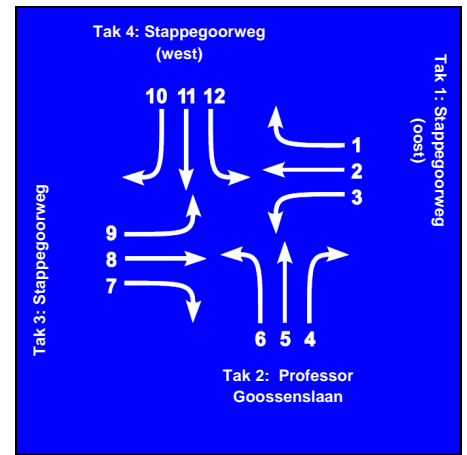 Tak 4: Stappegoorweg
(west)
10 11 12
Tak 1: Stappegoorweg
(oost)
1
2
3
Tak 3: Stappegoorweg
9
8
7
6 5 4
Tak 2: Professor
Goossenslaan